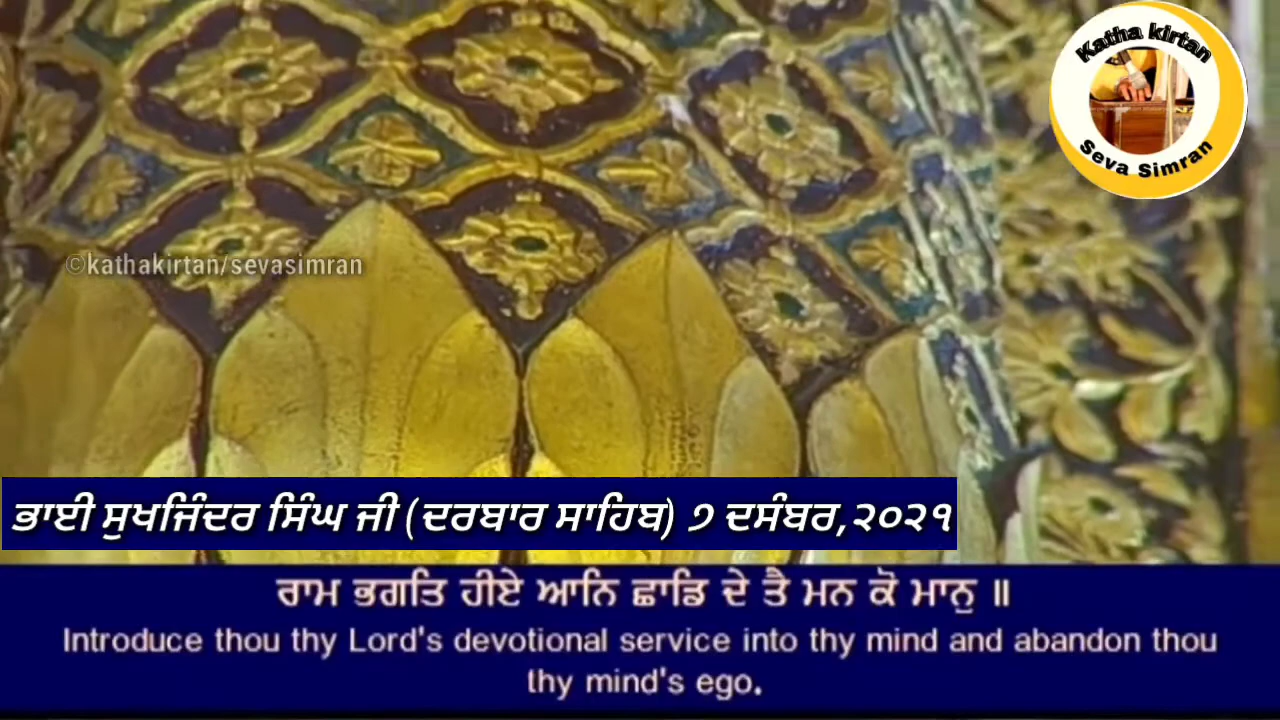 Katha kirtan
Seva Simran
©kathakirtan/sevasimran
ਭਾਈ ਸੁਖਜਿੰਦਰ ਸਿੰਘ ਜੀ (ਦਰਬਾਰ ਸਾਹਿਬ) ੭ ਦਸੰਬਰ,੨੦੨੧
ਰਾਮ ਭਗਤਿ ਹੀਏ ਆਨਿ ਛਾਡਿ ਦੇ ਤੈ ਮਨ ਕੋ ਮਾਨੁ ॥
Introduce thou thy Lord's devotional service into thy mind and abandon thou
thy mind's ego.